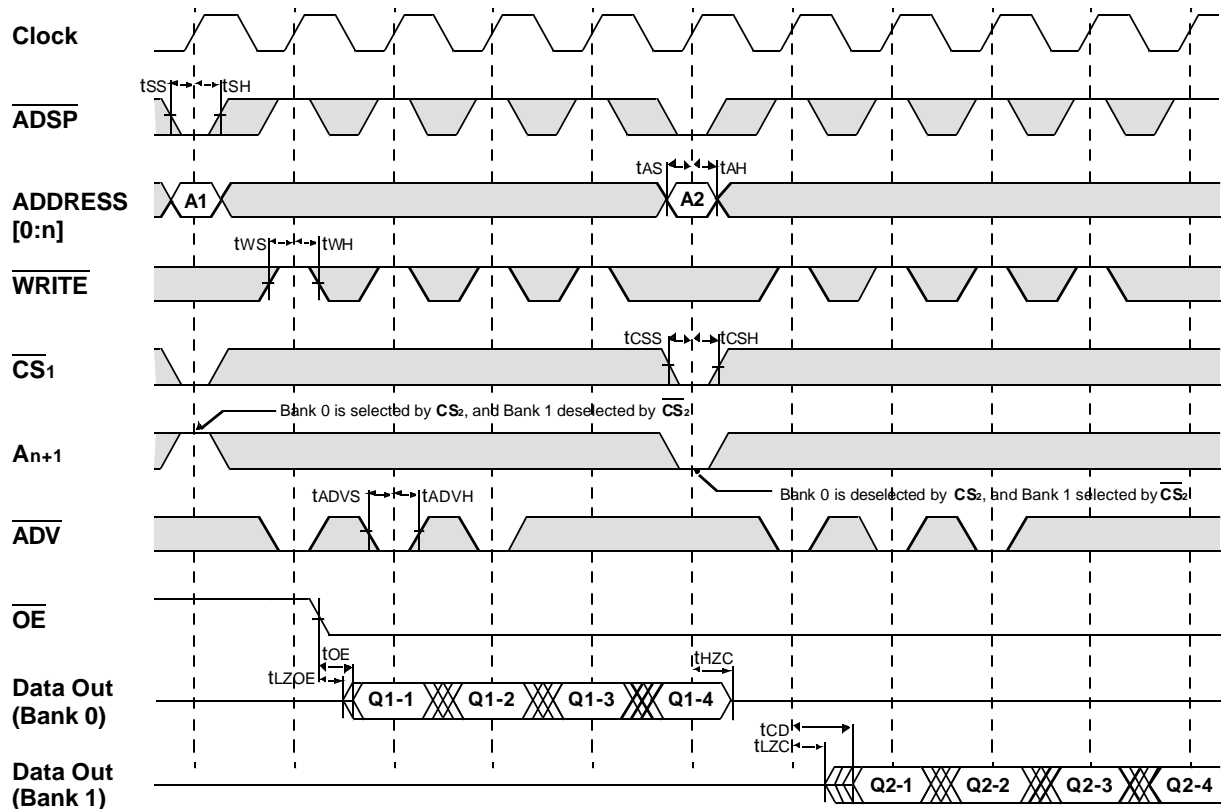 Clock
tSS tSH
ADSP
tAS tAH
ADDRESS
[0:n]
A1 A2
tWS tWH
WRITE
tCSS tCSH
CS1
Bank 0 is selected by CS2, and Bank 1 deselected by CS2
An+1
Bank 0 is deselected by CS2, and Bank 1 selected by CS2
tADVS tADVH
ADV
OE
tOE tHZC
tLZOE
Data Out
(Bank 0)
Q1-1 Q1-2 Q1-3 Q1-4
tCD
tLZC
Data Out
(Bank 1)
Q2-1 Q2-2 Q2-3 Q2-4